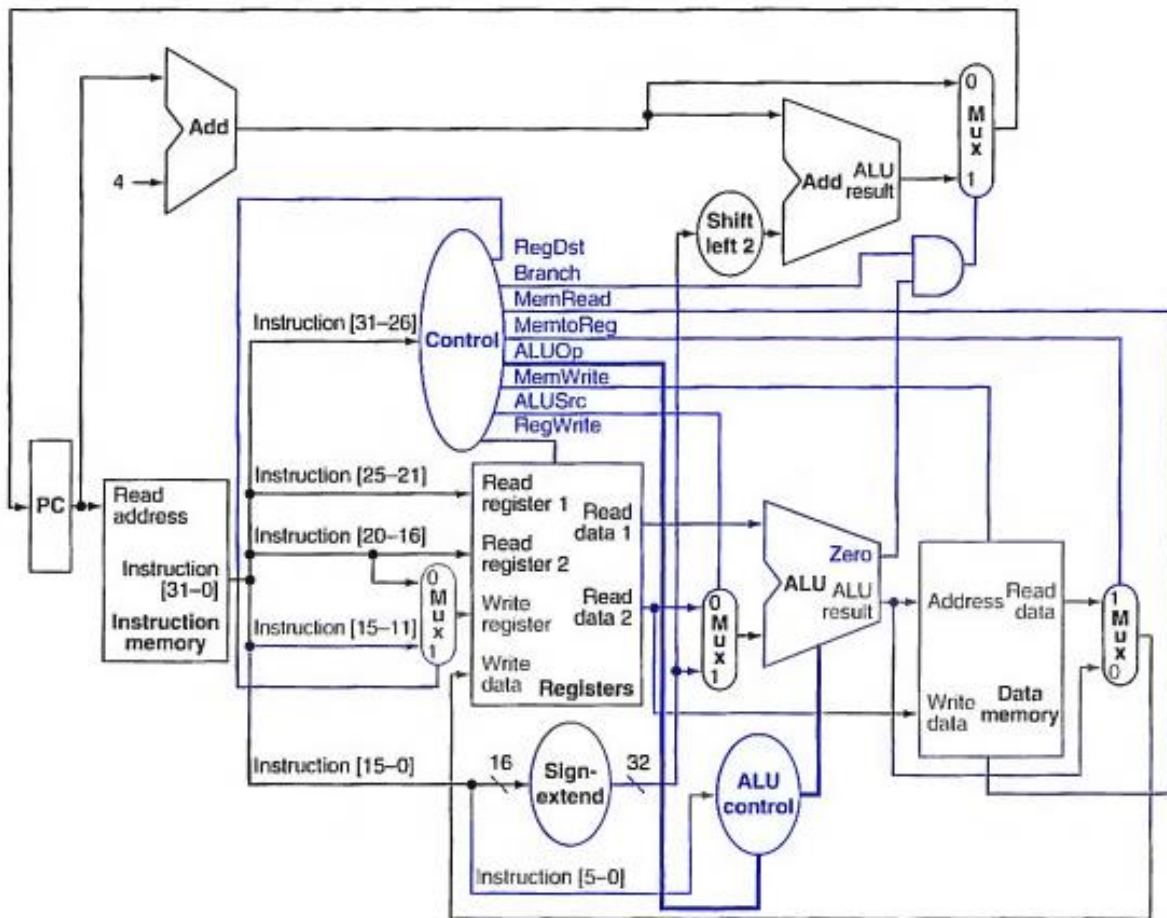 0
M
u
x
1
Add
4
Add
ALU
result
Shift
left 2
RegDst
Branch
MemRead
MemtoReg
ALUOp
MemWrite
ALUSrc
RegWrite
Control
Instruction [31–26]
Instruction [25–21]
Instruction [20–16]
Instruction [15–11]
Instruction [15–0]
Instruction [5–0]
PC
Read
address
Instruction
[31–0]
Instruction
memory
0
M
u
x
1
Read
register 1
Read
register 2
Write
register
Write
data
Read
data 1
Read
data 2
Registers
16
Sign-
extend
32
0
M
u
x
1
Zero
ALU
ALU
result
ALU
control
Address
Read
data
Write
data
Data
memory
1
M
u
x
0